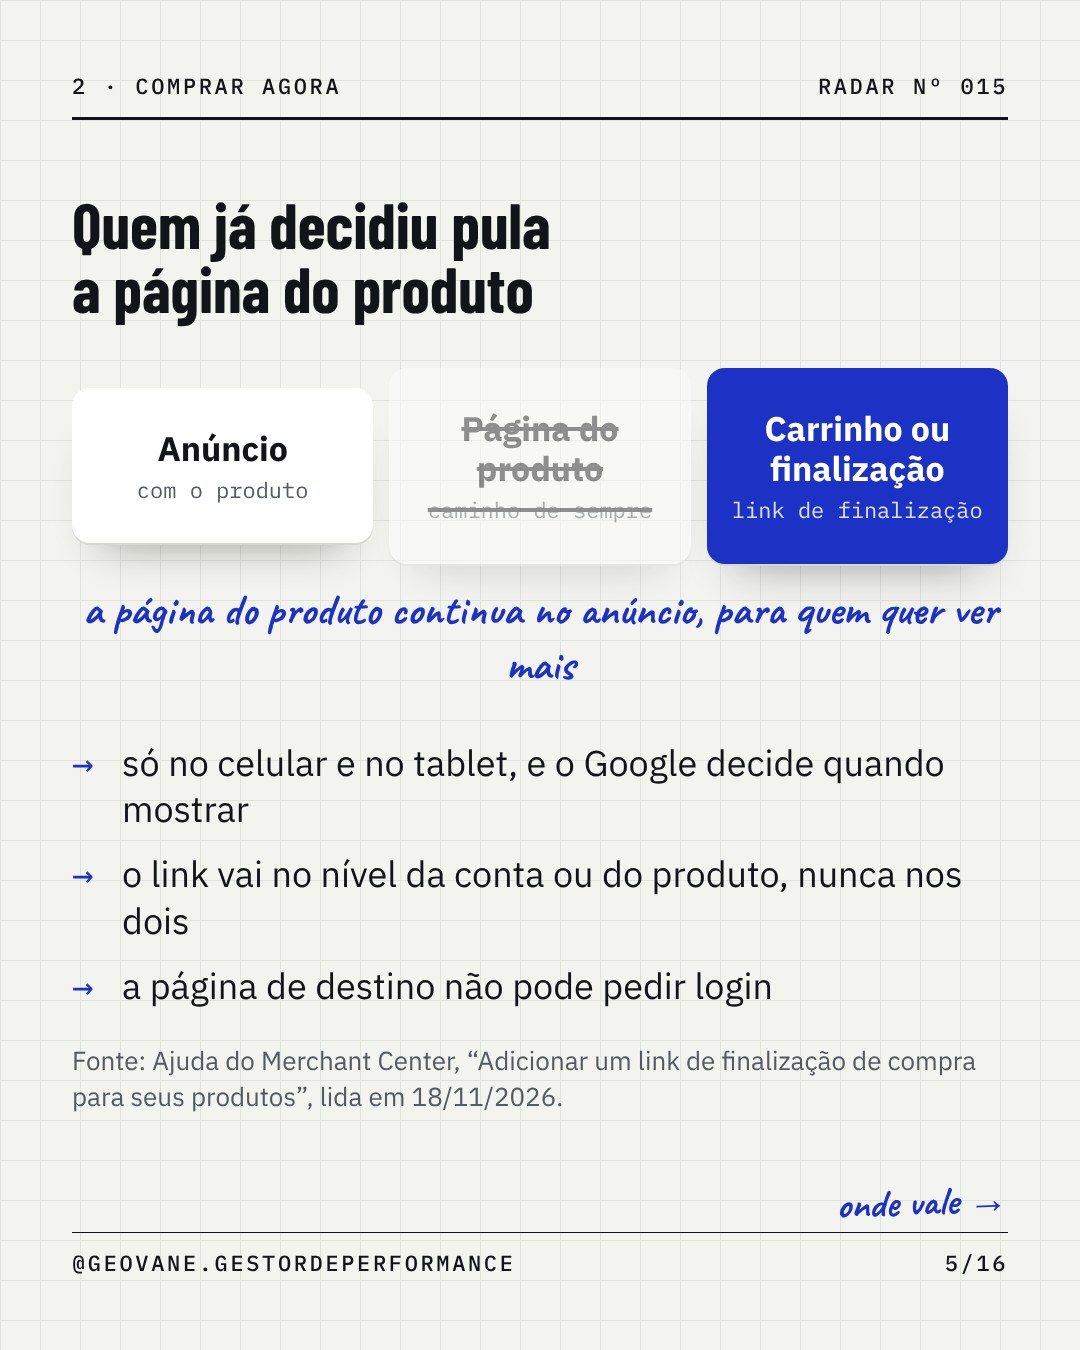 2 · COMPRAR AGORA
RADAR Nº 015
Quem já decidiu pula
a página do produto
Anúncio
com o produto
Página do
produto
caminho de sempre
Carrinho ou
finalização
link de finalização
a página do produto continua no anúncio, para quem quer ver
mais
→ só no celular e no tablet, e o Google decide quando
mostrar
→ o link vai no nível da conta ou do produto, nunca nos
dois
→ a página de destino não pode pedir login
Fonte: Ajuda do Merchant Center, “Adicionar um link de finalização de compra
para seus produtos”, lida em 18/11/2026.
onde vale →
@GEOVANE.GESTORDEPERFORMANCE
5/16